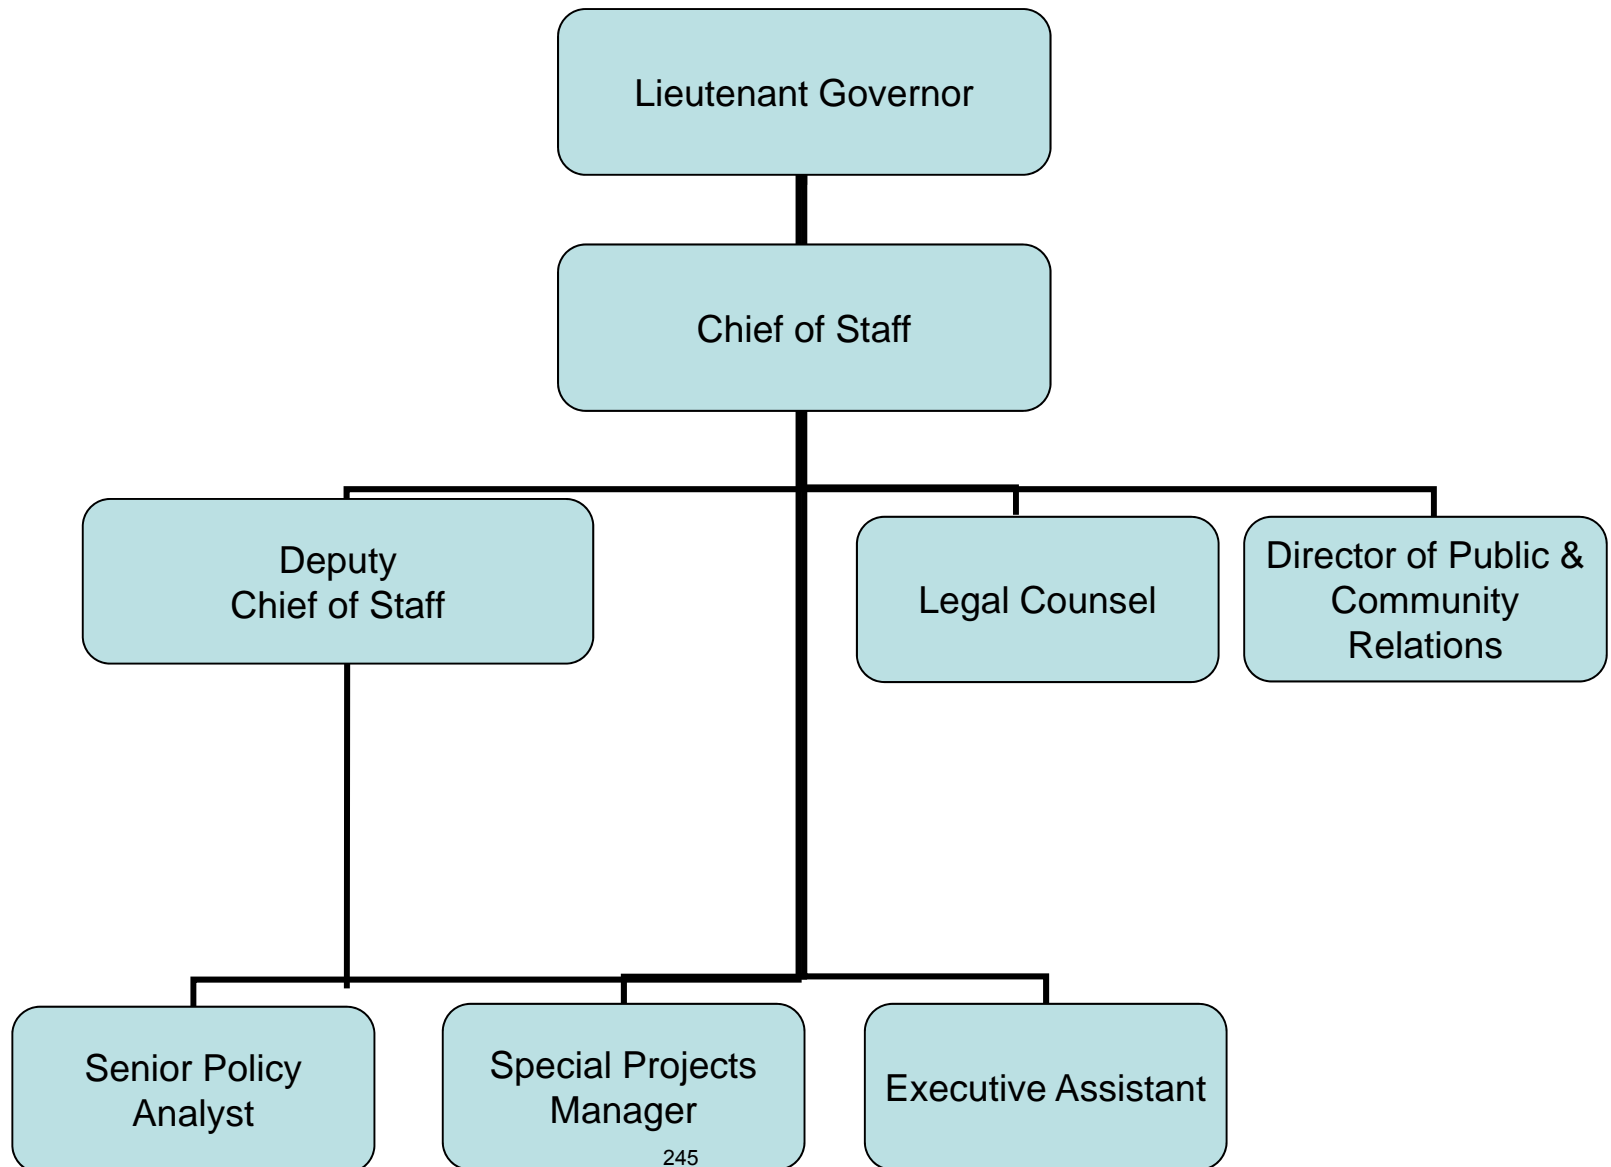 Lieutenant Governor
Chief of Staff
Deputy
Chief of Staff
Legal Counsel
Director of Public &
Community
Relations
Senior Policy
Analyst
Special Projects
Manager
Executive Assistant
245